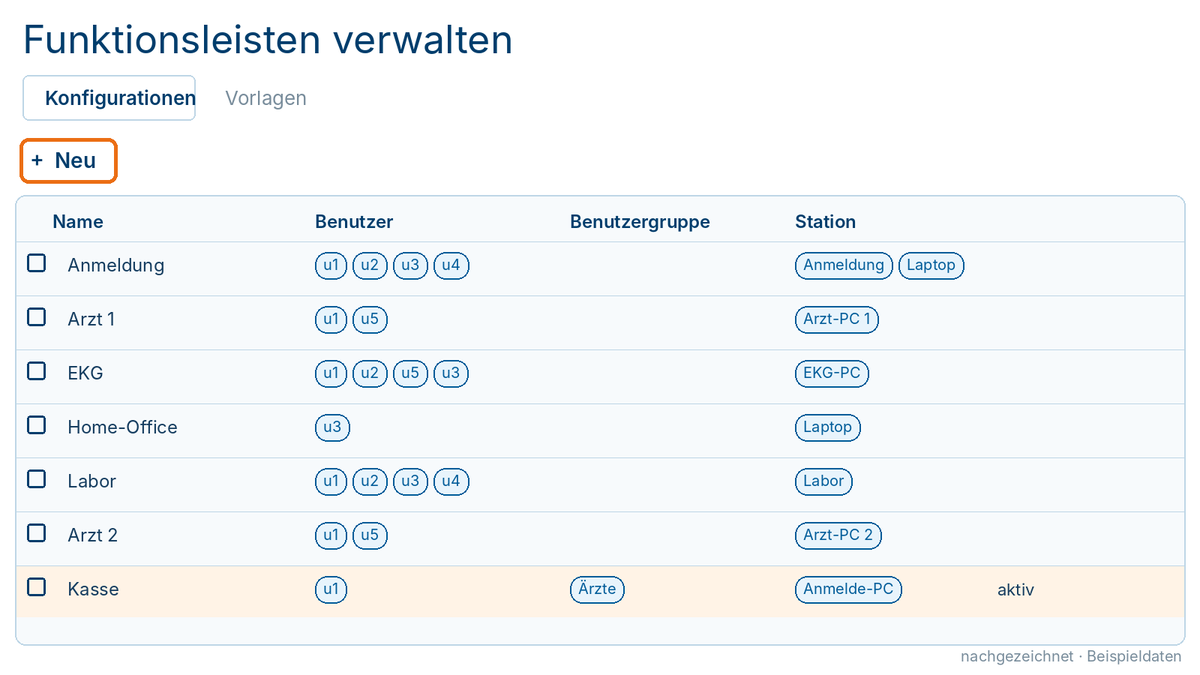 Funktionsleisten verwalten
Konfigurationen Vorlagen
+ Neu
Name Benutzer Benutzergruppe Station
Anmeldung u1 u2 u3 u4 Anmeldung Laptop
Arzt 1 u1 u5 Arzt-PC 1
EKG u1 u2 u5 u3 EKG-PC
Home-Office u3 Laptop
Labor u1 u2 u3 u4 Labor
Arzt 2 u1 u5 Arzt-PC 2
Kasse u1 Ärzte Anmelde-PC aktiv
nachgezeichnet · Beispieldaten